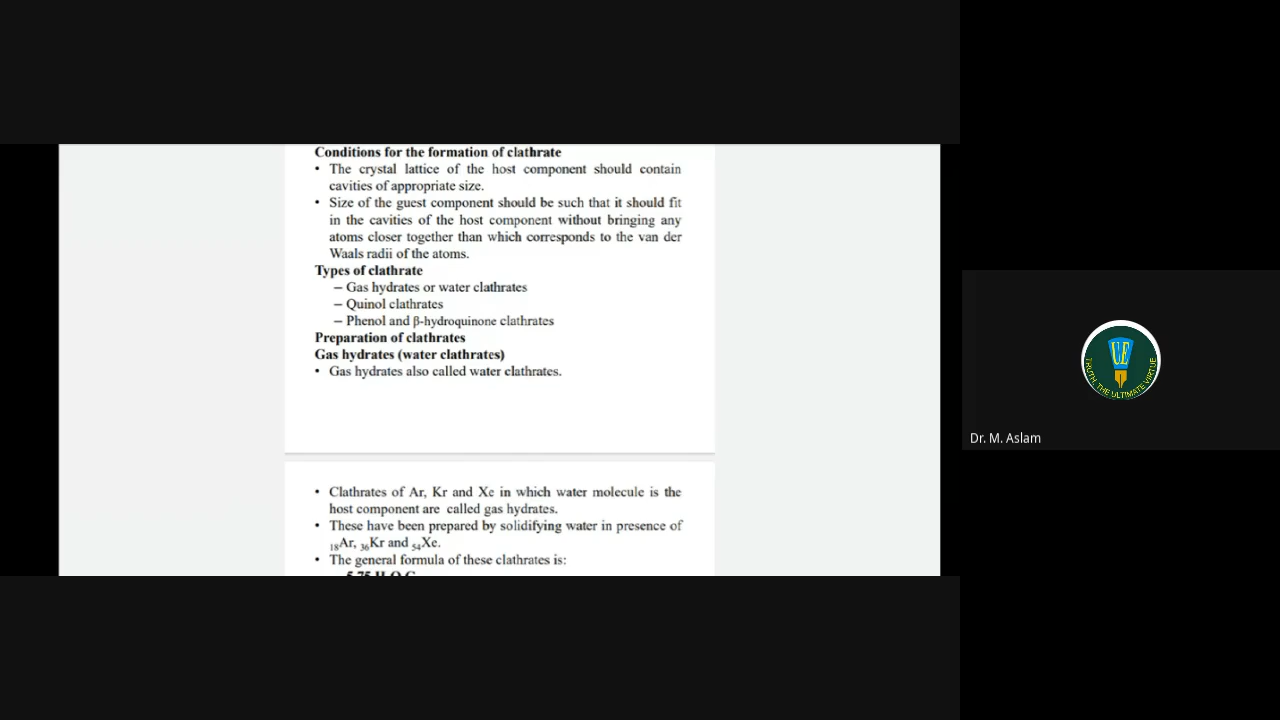 Conditions for the formation of clathrate
• The crystal lattice of the host component should contain
cavities of appropriate size.
• Size of the guest component should be such that it should fit
in the cavities of the host component without bringing any
atoms closer together than which corresponds to the van der
Waals radii of the atoms.
Types of clathrate
– Gas hydrates or water clathrates
– Quinol clathrates
– Phenol and β-hydroquinone clathrates
Preparation of clathrates
Gas hydrates (water clathrates)
• Gas hydrates also called water clathrates.
• Clathrates of Ar, Kr and Xe in which water molecule is the
host component are called gas hydrates.
• These have been prepared by solidifying water in presence of
₁₈Ar, ₃₆Kr and ₅₄Xe.
• The general formula of these clathrates is:
CE
TRUTH, THE ULTIMATE VIRTUE
Dr. M. Aslam